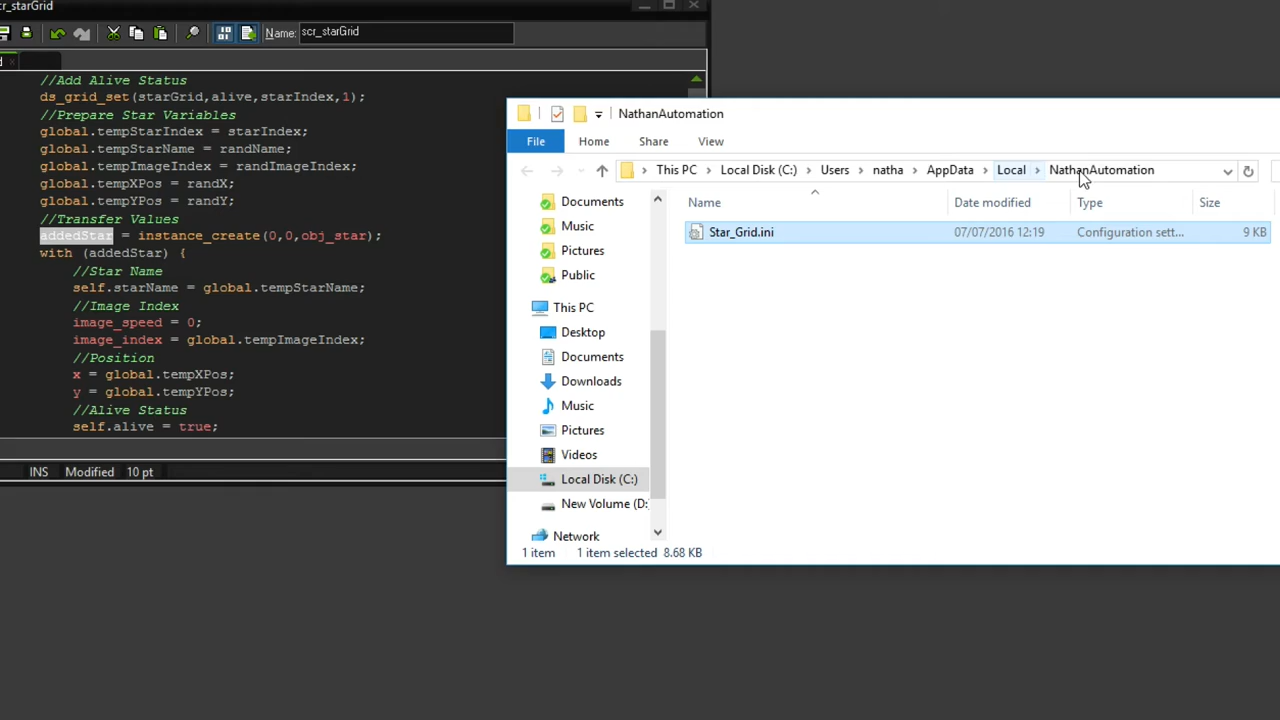 cr_starGrid
Name: scr_starGrid
//Add Alive Status
ds_grid_set(starGrid,alive,starIndex,1);
//Prepare Star Variables
global.tempStarIndex = starIndex;
global.tempStarName = randName;
global.tempImageIndex = randImageIndex;
global.tempXPos = randX;
global.tempYPos = randY;
//Transfer Values
addedStar = instance_create(0,0,obj_star);
with (addedStar) {
//Star Name
self.starName = global.tempStarName;
//Image Index
image_speed = 0;
image_index = global.tempImageIndex;
//Position
x = global.tempXPos;
y = global.tempYPos;
//Alive Status
self.alive = true;
INS Modified 10 pt
NathanAutomation
File Home Share View
This PC Local Disk (C:) Users natha AppData Local NathanAutomation
Name Date modified Type Size
Star_Grid.ini 07/07/2016 12:19 Configuration sett... 9 KB
Documents
Music
Pictures
Public
This PC
Desktop
Documents
Downloads
Music
Pictures
Videos
Local Disk (C:)
New Volume (D:
Network
1 item 1 item selected 8.68 KB